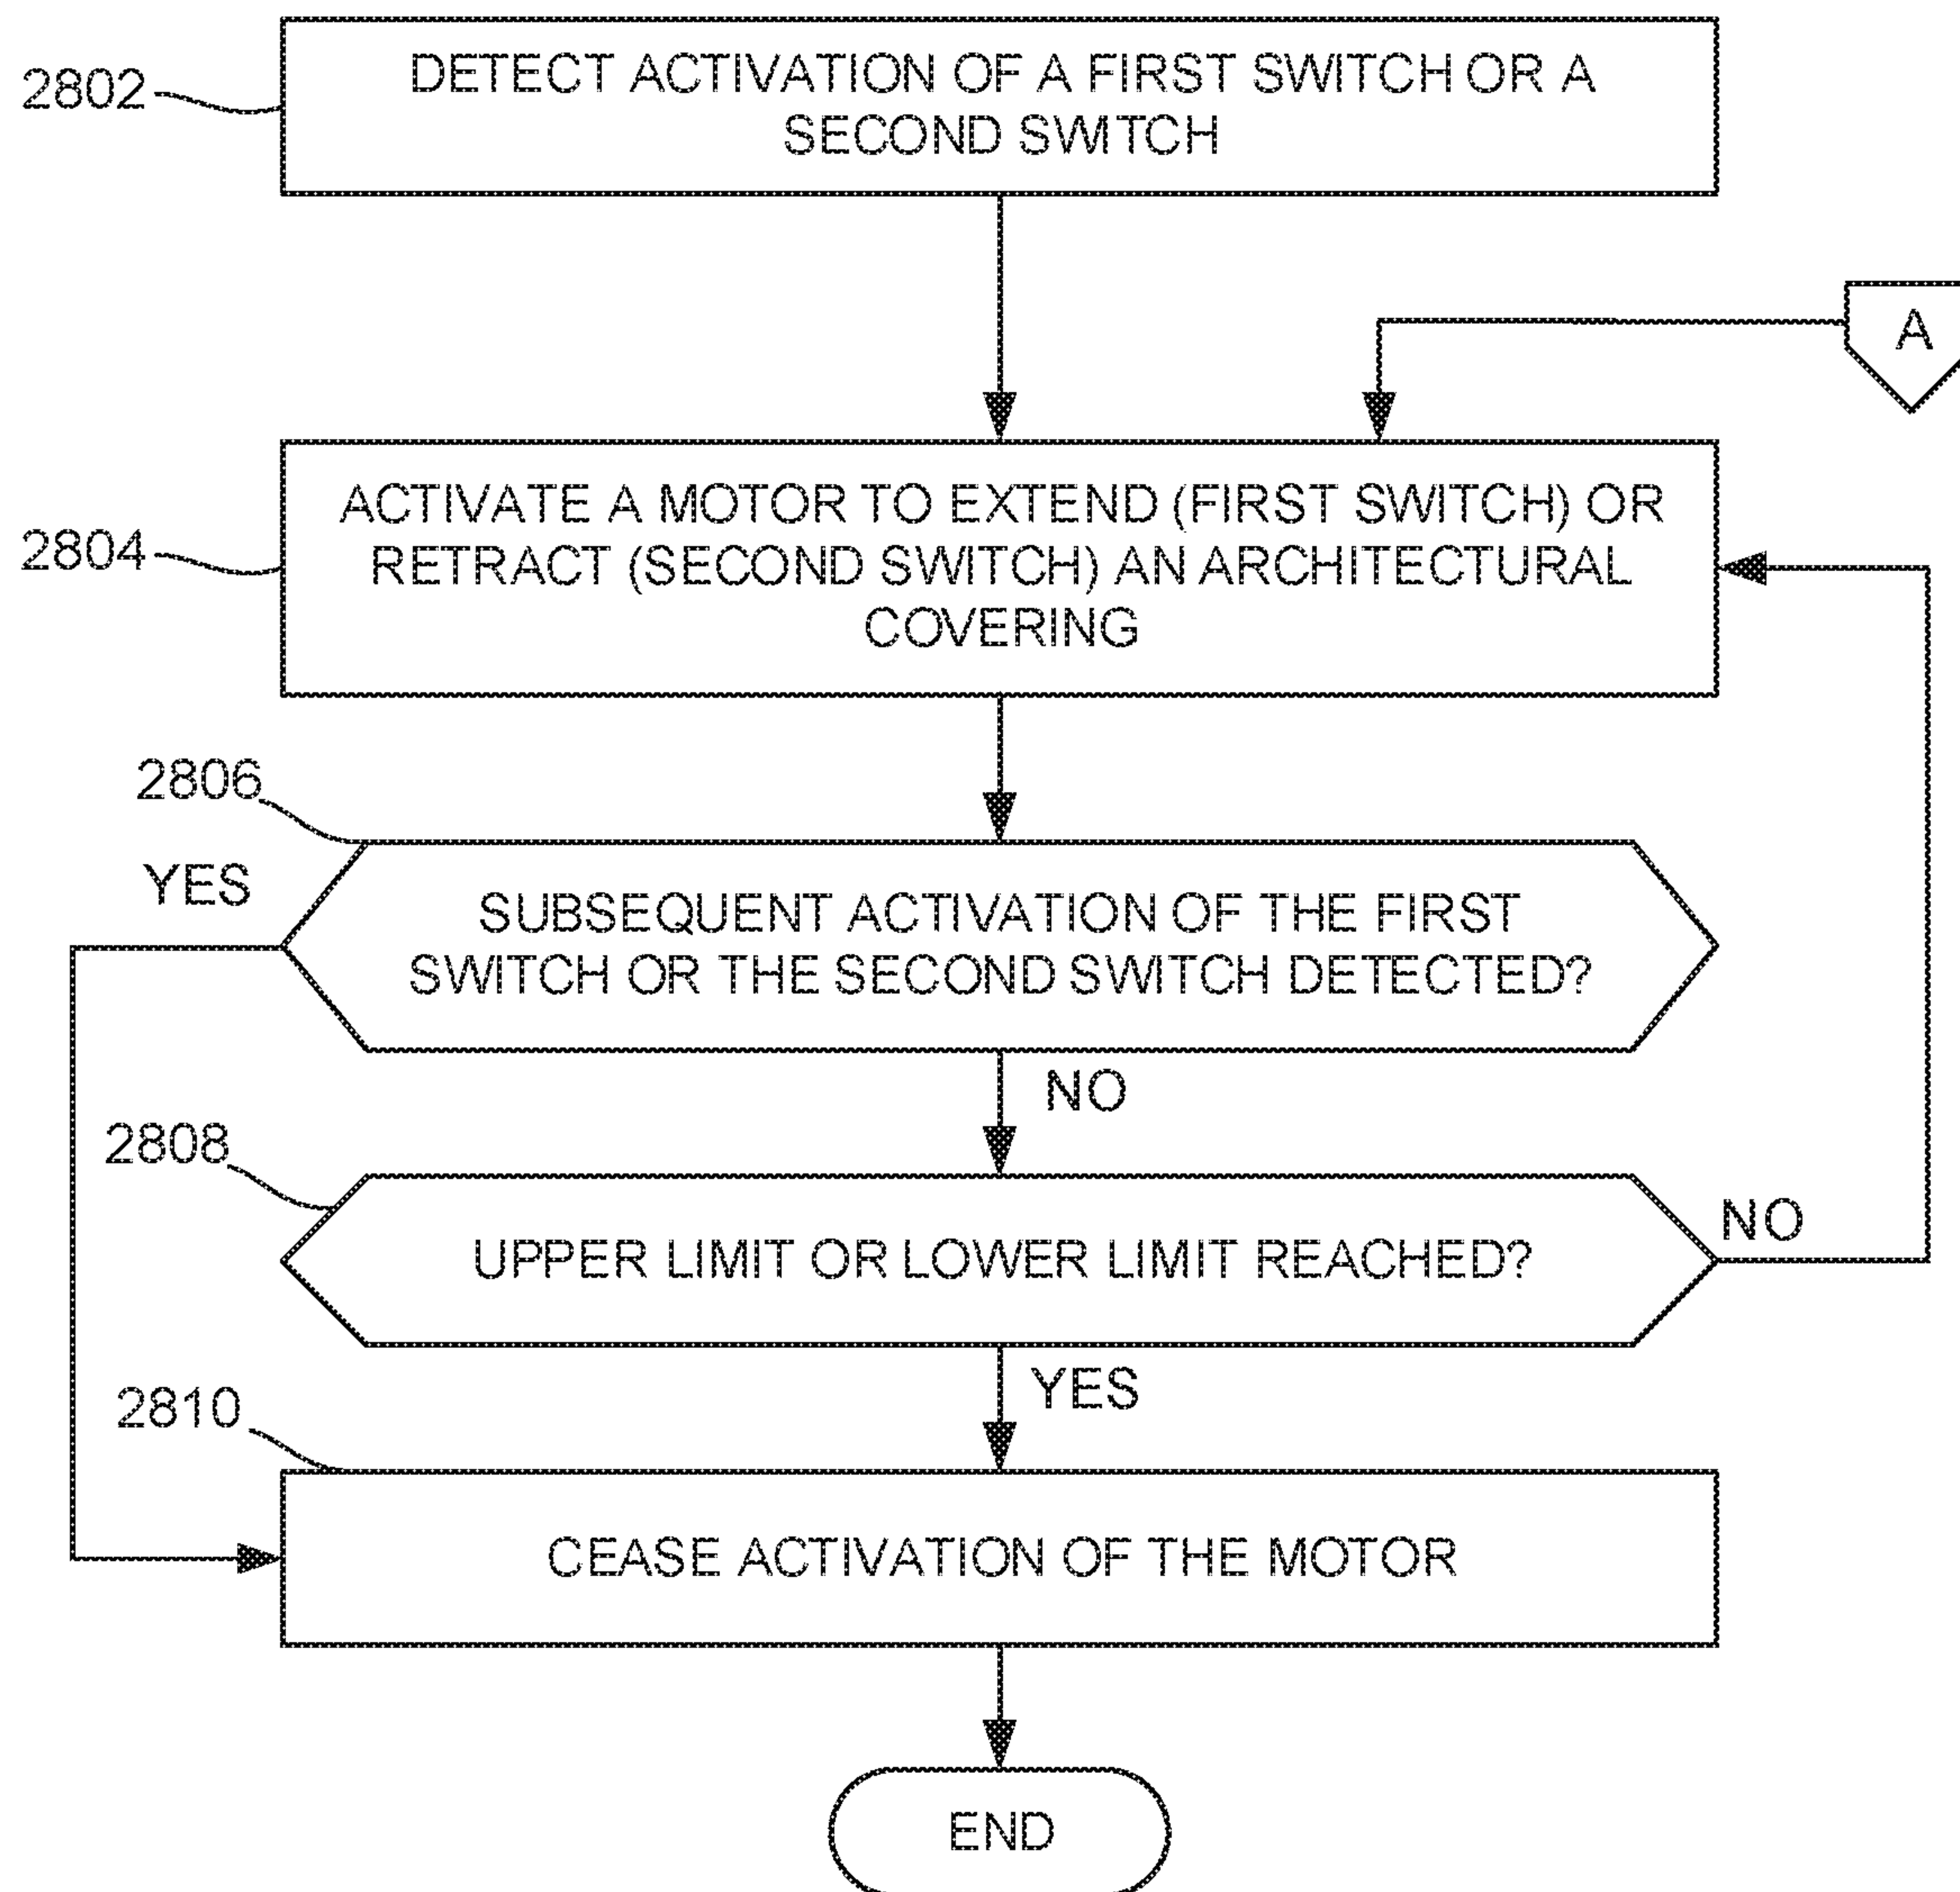 2802
DETECT ACTIVATION OF A FIRST SWITCH OR A
SECOND SWITCH
A
2804
ACTIVATE A MOTOR TO EXTEND (FIRST SWITCH) OR
RETRACT (SECOND SWITCH) AN ARCHITECTURAL
COVERING
2806
YES
SUBSEQUENT ACTIVATION OF THE FIRST
SWITCH OR THE SECOND SWITCH DETECTED?
NO
2808
NO
UPPER LIMIT OR LOWER LIMIT REACHED?
YES
2810
CEASE ACTIVATION OF THE MOTOR
END